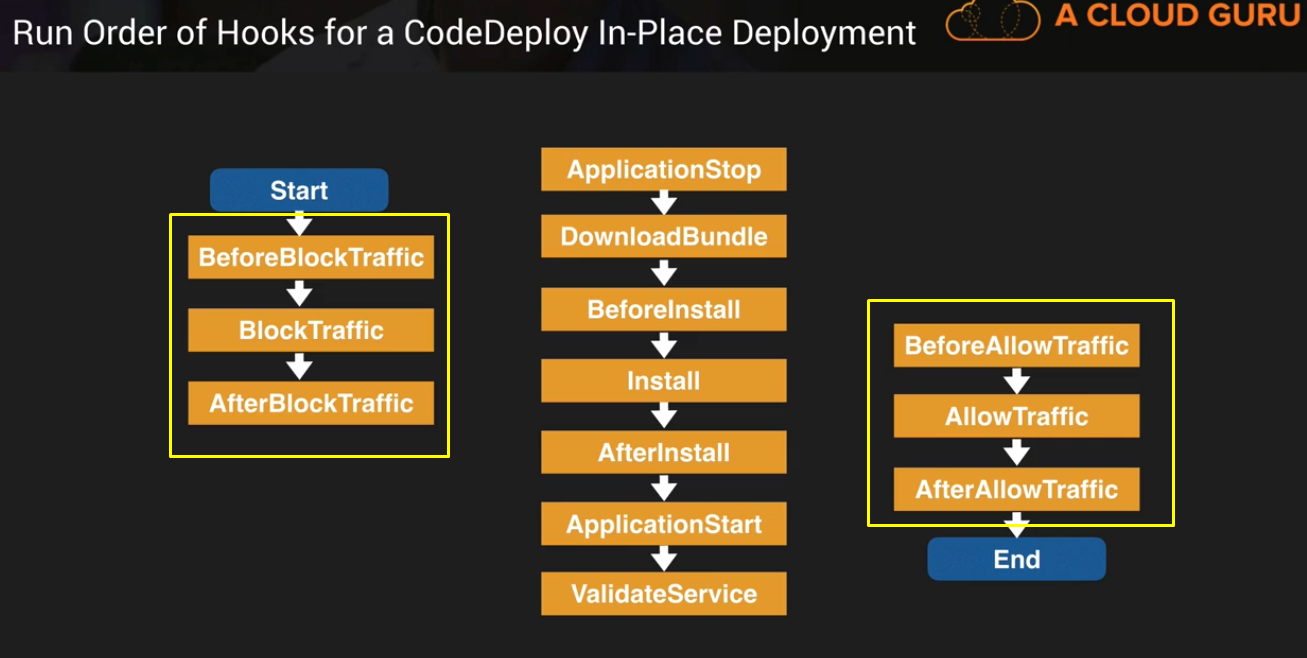 Run Order of Hooks for a CodeDeploy In-Place Deployment
A CLOUD GURU
Start
BeforeBlockTraffic
BlockTraffic
AfterBlockTraffic
ApplicationStop
DownloadBundle
BeforeInstall
Install
AfterInstall
ApplicationStart
ValidateService
BeforeAllowTraffic
AllowTraffic
AfterAllowTraffic
End